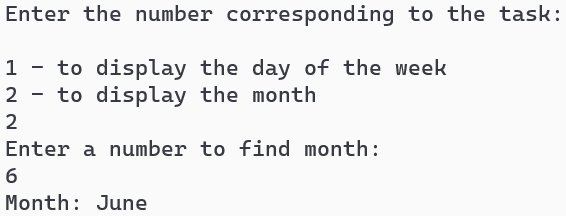 Enter the number corresponding to the task:
1 - to display the day of the week
2 - to display the month
2
Enter a number to find month:
6
Month: June